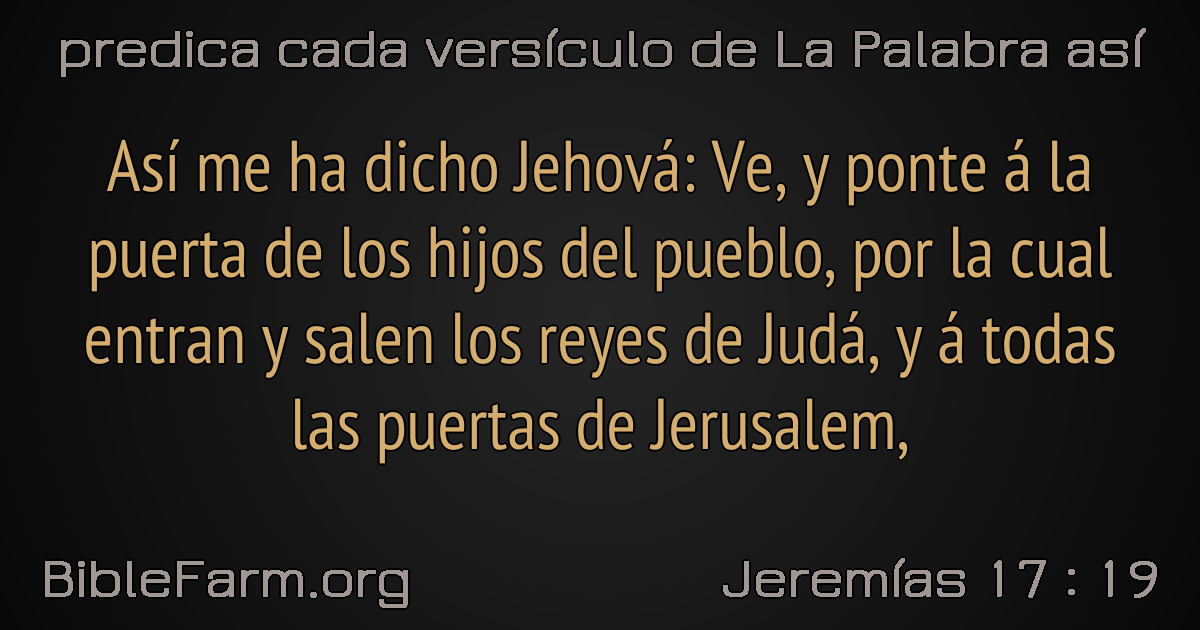 predica cada versículo de La Palabra así
Así me ha dicho Jehová: Ve, y ponte á la
puerta de los hijos del pueblo, por la cual
entran y salen los reyes de Judá, y á todas
las puertas de Jerusalem,
BibleFarm.org
Jeremías 17 : 19